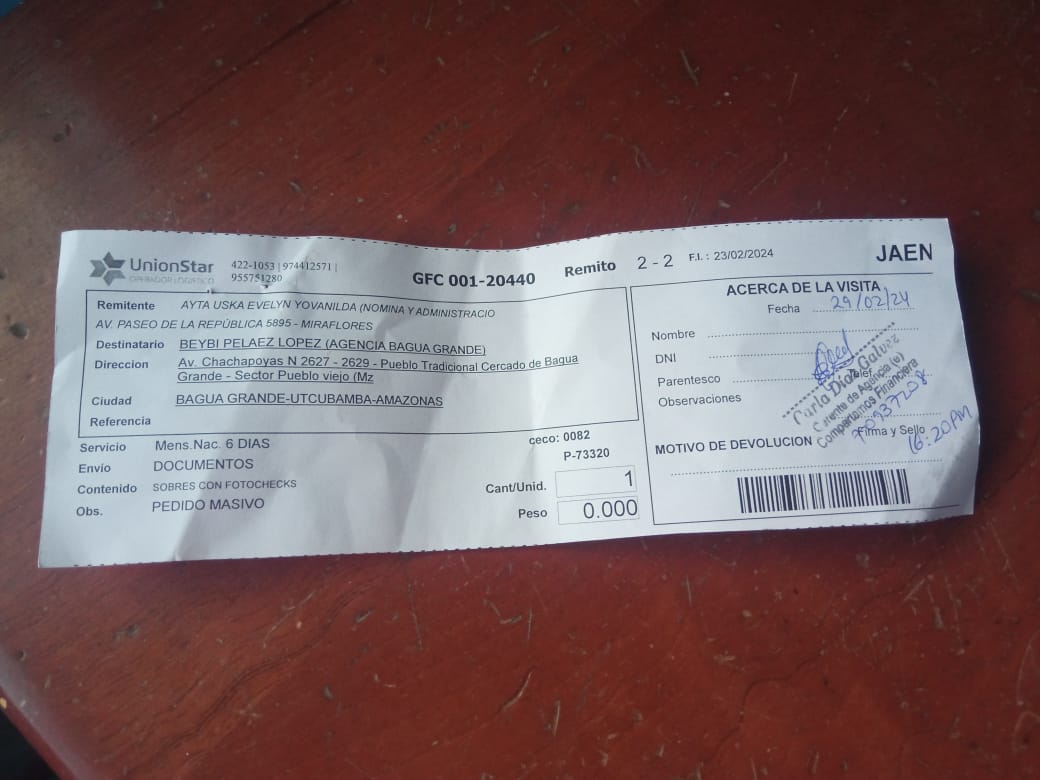 UnionStar
OPERADOR LOGISTICO
422-1053 | 974412571 |
955751280
GFC 001-20440
Remito 2 - 2 F.I. : 23/02/2024
JAEN
Remitente AYTA USKA EVELYN YOVANILDA (NOMINA Y ADMINISTRACIO
AV. PASEO DE LA REPÚBLICA 5895 - MIRAFLORES
Destinatario BEYBI PELAEZ LOPEZ (AGENCIA BAGUA GRANDE)
Direccion Av. Chachapoyas N 2627 - 2629 - Pueblo Tradicional Cercado de Bagua
Grande - Sector Pueblo viejo (Mz
Ciudad BAGUA GRANDE-UTCUBAMBA-AMAZONAS
Referencia
Servicio Mens.Nac. 6 DIAS
Envío DOCUMENTOS
Contenido SOBRES CON FOTOCHECKS
Obs. PEDIDO MASIVO
ceco: 0082
P-73320
Cant/Unid. 1
Peso 0.000
ACERCA DE LA VISITA
Fecha 29/02/24
Nombre
DNI
Parentesco Telef.
Observaciones
Carla Díaz Galvez
Gerente de Agencia (e)
Compartamos Financiera
70937208
Firma y Sello
16:20 PM
MOTIVO DE DEVOLUCION